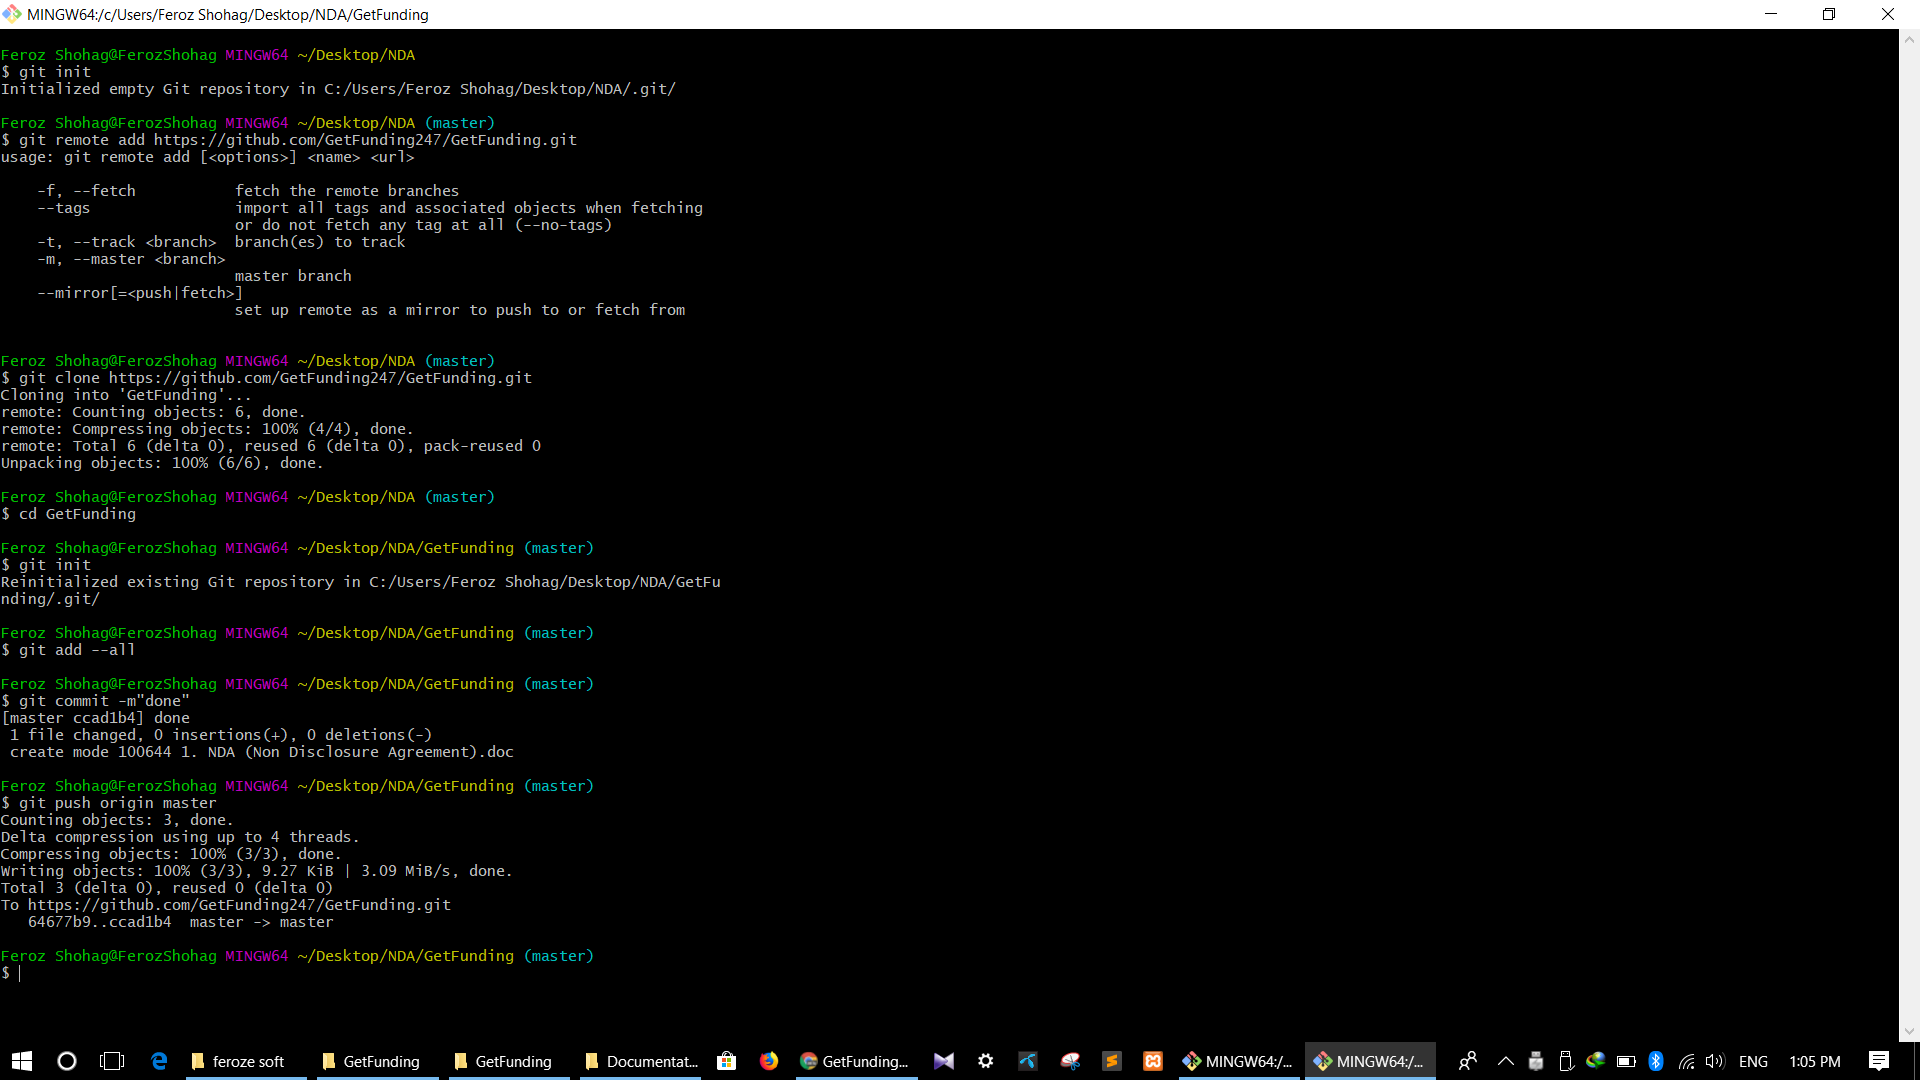 MINGW64:/c/Users/Feroz Shohag/Desktop/NDA/GetFunding
Feroz Shohag@FerozShohag MINGW64 ~/Desktop/NDA
$ git init
Initialized empty Git repository in C:/Users/Feroz Shohag/Desktop/NDA/.git/
Feroz Shohag@FerozShohag MINGW64 ~/Desktop/NDA (master)
$ git remote add https://github.com/GetFunding247/GetFunding.git
usage: git remote add [<options>] <name> <url>
-f, --fetch fetch the remote branches
--tags import all tags and associated objects when fetching
or do not fetch any tag at all (--no-tags)
-t, --track <branch> branch(es) to track
-m, --master <branch>
master branch
--mirror[=<push|fetch>]
set up remote as a mirror to push to or fetch from
Feroz Shohag@FerozShohag MINGW64 ~/Desktop/NDA (master)
$ git clone https://github.com/GetFunding247/GetFunding.git
Cloning into 'GetFunding'...
remote: Counting objects: 6, done.
remote: Compressing objects: 100% (4/4), done.
remote: Total 6 (delta 0), reused 6 (delta 0), pack-reused 0
Unpacking objects: 100% (6/6), done.
Feroz Shohag@FerozShohag MINGW64 ~/Desktop/NDA (master)
$ cd GetFunding
Feroz Shohag@FerozShohag MINGW64 ~/Desktop/NDA/GetFunding (master)
$ git init
Reinitialized existing Git repository in C:/Users/Feroz Shohag/Desktop/NDA/GetFu
nding/.git/
Feroz Shohag@FerozShohag MINGW64 ~/Desktop/NDA/GetFunding (master)
$ git add --all
Feroz Shohag@FerozShohag MINGW64 ~/Desktop/NDA/GetFunding (master)
$ git commit -m"done"
[master ccad1b4] done
1 file changed, 0 insertions(+), 0 deletions(-)
create mode 100644 1. NDA (Non Disclosure Agreement).doc
Feroz Shohag@FerozShohag MINGW64 ~/Desktop/NDA/GetFunding (master)
$ git push origin master
Counting objects: 3, done.
Delta compression using up to 4 threads.
Compressing objects: 100% (3/3), done.
Writing objects: 100% (3/3), 9.27 KiB | 3.09 MiB/s, done.
Total 3 (delta 0), reused 0 (delta 0)
To https://github.com/GetFunding247/GetFunding.git
64677b9..ccad1b4 master -> master
Feroz Shohag@FerozShohag MINGW64 ~/Desktop/NDA/GetFunding (master)
$
feroze soft GetFunding GetFunding Documentat... GetFunding... MINGW64:/... MINGW64:/... ENG 1:05 PM